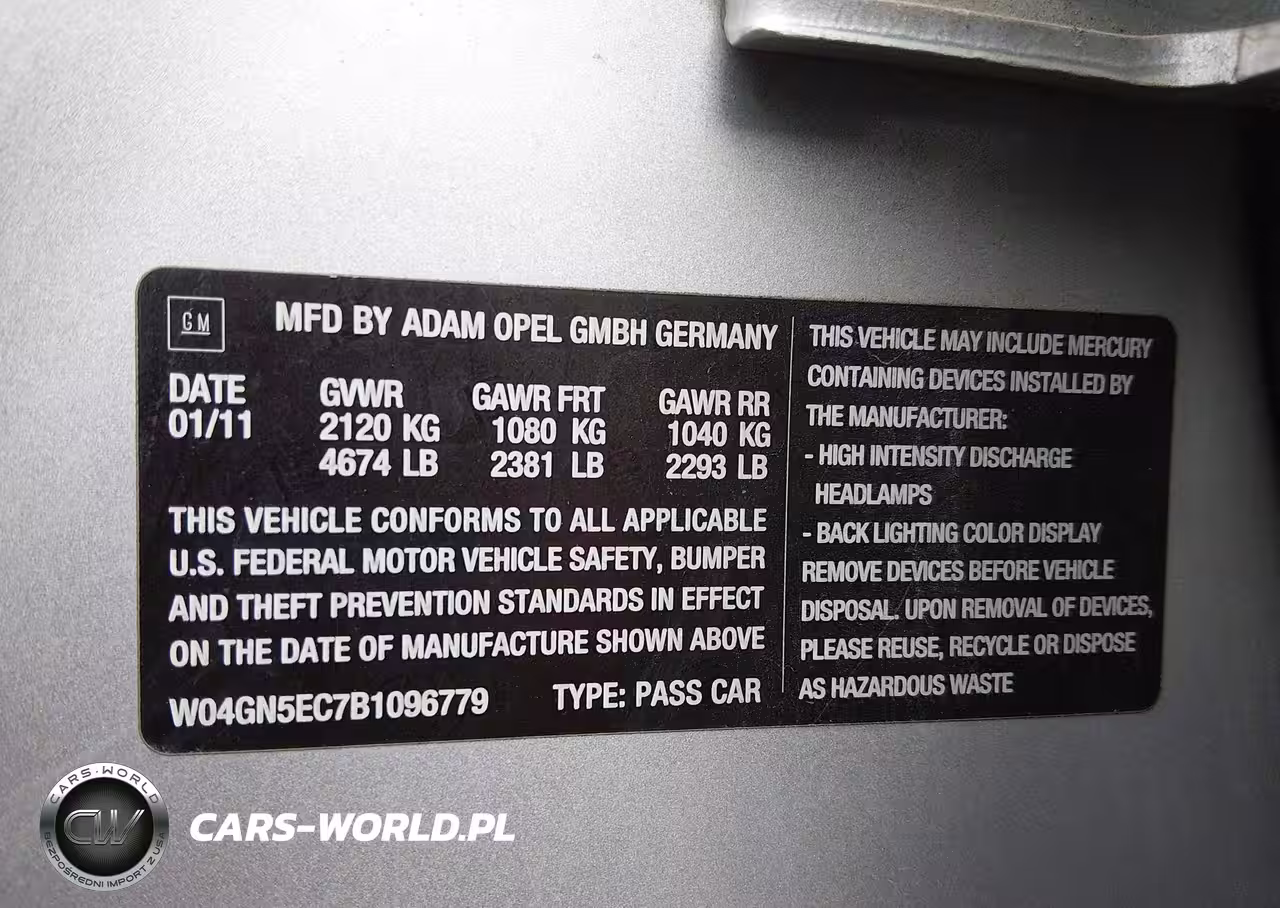 GM
MFD BY ADAM OPEL GMBH GERMANY
DATE GVWR GAWR FRT GAWR RR
01/11 2120 KG 1080 KG 1040 KG
4674 LB 2381 LB 2293 LB
THIS VEHICLE CONFORMS TO ALL APPLICABLE
U.S. FEDERAL MOTOR VEHICLE SAFETY, BUMPER
AND THEFT PREVENTION STANDARDS IN EFFECT
ON THE DATE OF MANUFACTURE SHOWN ABOVE
W04GN5EC7B1096779 TYPE: PASS CAR
THIS VEHICLE MAY INCLUDE MERCURY
CONTAINING DEVICES INSTALLED BY
THE MANUFACTURER:
- HIGH INTENSITY DISCHARGE
HEADLAMPS
- BACK LIGHTING COLOR DISPLAY
REMOVE DEVICES BEFORE VEHICLE
DISPOSAL. UPON REMOVAL OF DEVICES,
PLEASE REUSE, RECYCLE OR DISPOSE
AS HAZARDOUS WASTE
CARS-WORLD
CW
BEZPOŚREDNI IMPORT Z USA
CARS-WORLD.PL